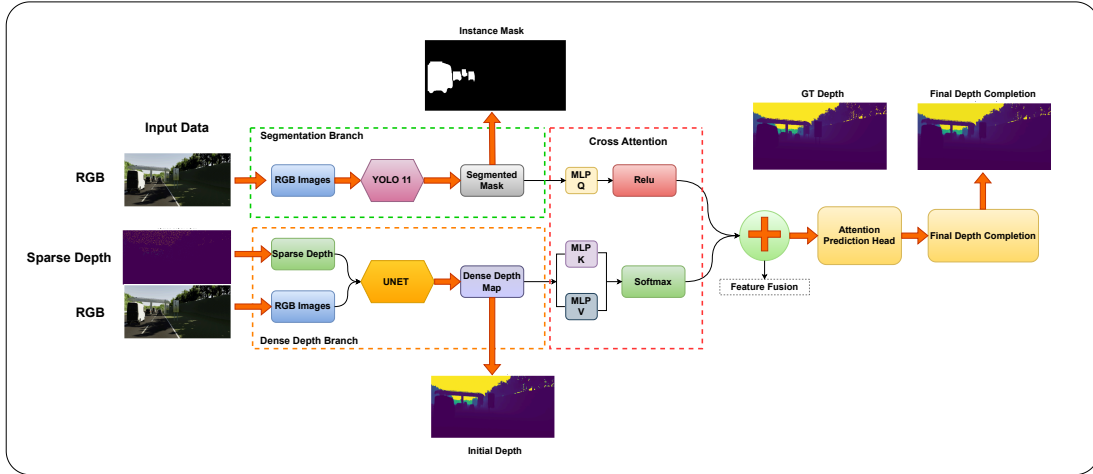 Instance Mask
GT Depth
Final Depth Completion
Input Data
Segmentation Branch
Cross Attention
RGB
RGB Images
YOLO 11
Segmented
Mask
MLP
Q
Relu
Sparse Depth
Sparse Depth
RGB
RGB Images
UNET
Dense Depth
Map
MLP
K
MLP
V
Softmax
Attention
Prediction Head
Final Depth Completion
Feature Fusion
Dense Depth Branch
Initial Depth